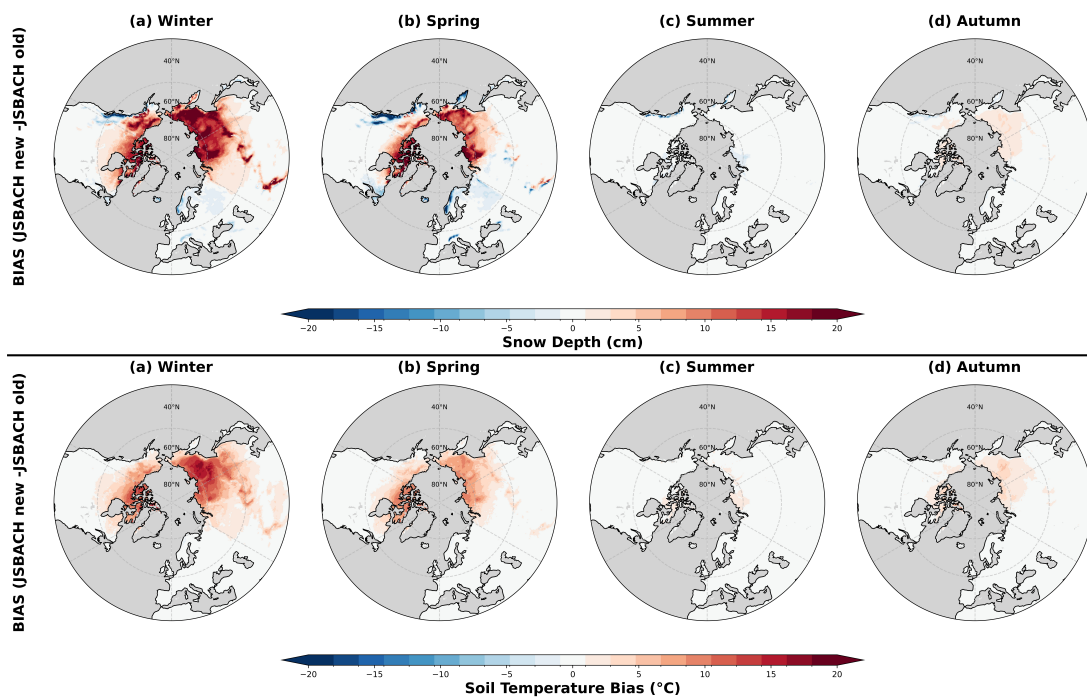 (a) Winter (b) Spring (c) Summer (d) Autumn
BIAS (JSBACH new -JSBACH old)
40°N 40°N 40°N 40°N
60°N 60°N 60°N 60°N
80°N 80°N 80°N 80°N
−20 −15 −10 −5 0 5 10 15 20
Snow Depth (cm)
(a) Winter (b) Spring (c) Summer (d) Autumn
BIAS (JSBACH new -JSBACH old)
40°N 40°N 40°N 40°N
60°N 60°N 60°N 60°N
80°N 80°N 80°N 80°N
−20 −15 −10 −5 0 5 10 15 20
Soil Temperature Bias (°C)